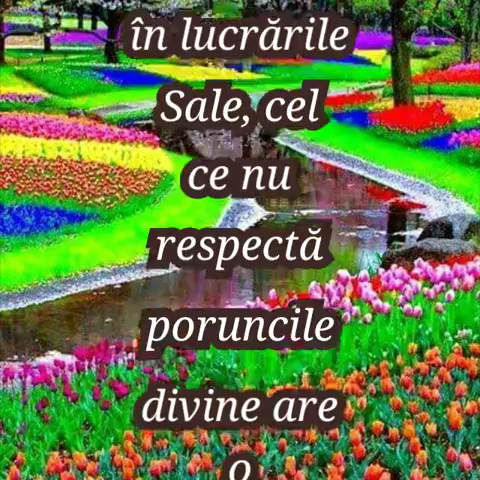 în lucrările
Sale, cel
ce nu
respectă
poruncile
divine are
o